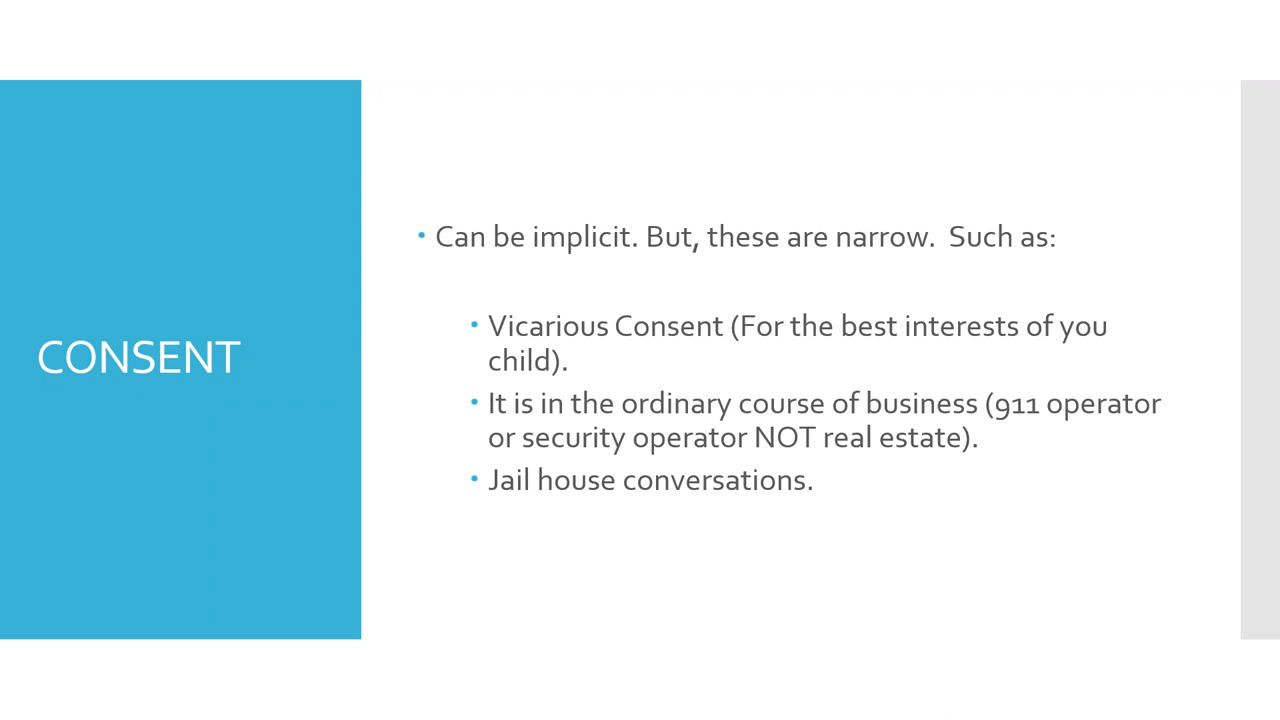 CONSENT
• Can be implicit. But, these are narrow.  Such as:
• Vicarious Consent (For the best interests of you
child).
• It is in the ordinary course of business (911 operator
or security operator NOT real estate).
• Jail house conversations.